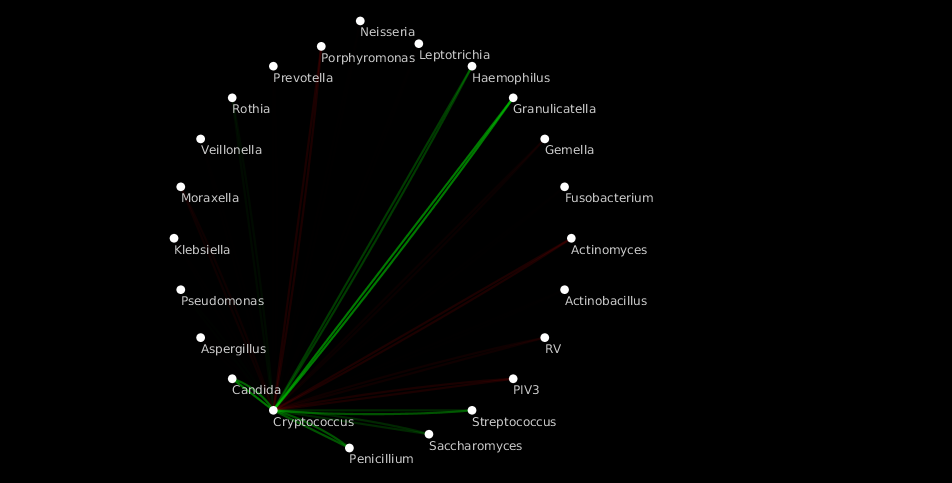 Neisseria
Leptotrichia
Porphyromonas
Prevotella
Haemophilus
Rothia
Granulicatella
Veillonella
Gemella
Moraxella
Fusobacterium
Klebsiella
Actinomyces
Pseudomonas
Actinobacillus
Aspergillus
RV
Candida
PIV3
Cryptococcus
Streptococcus
Saccharomyces
Penicillium